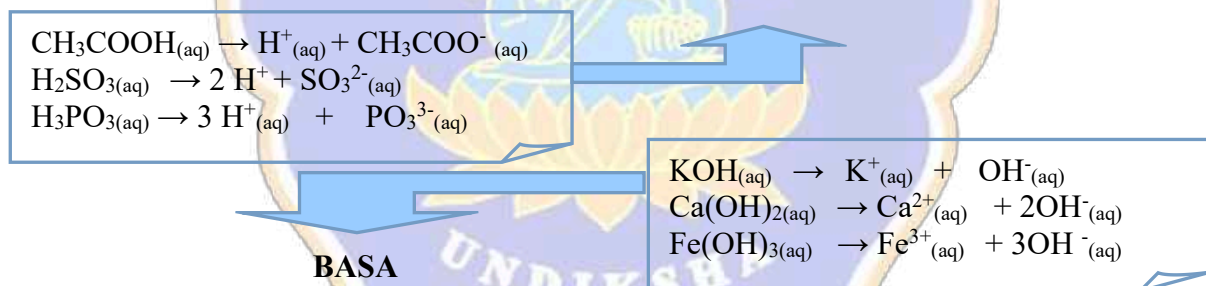 CH₃COOH₍aq₎ → H⁺₍aq₎ + CH₃COO⁻ ₍aq₎
H₂SO₃₍aq₎ → 2 H⁺ + SO₃²⁻₍aq₎
H₃PO₃₍aq₎ → 3 H⁺₍aq₎ + PO₃³⁻₍aq₎
KOH₍aq₎ → K⁺₍aq₎ + OH⁻₍aq₎
Ca(OH)₂₍aq₎ → Ca²⁺₍aq₎ + 2OH⁻₍aq₎
Fe(OH)₃₍aq₎ → Fe³⁺₍aq₎ + 3OH ⁻₍aq₎
BASA
UNDIKSHA